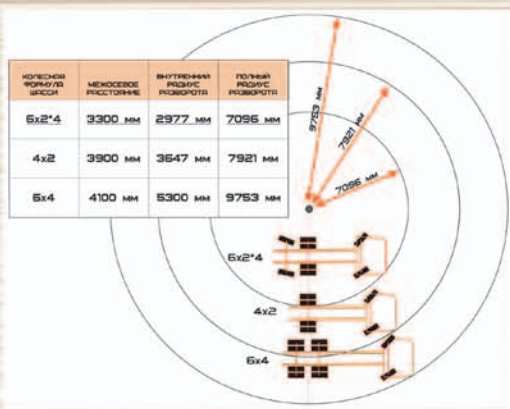 КОЛЕСНАЯ ФОРМУЛА ШАССИ
МЕЖОСЕВОЕ РАССТОЯНИЕ
ВНУТРЕННИЙ РАДИУС РАЗВОРОТА
ПОЛНЫЙ РАДИУС РАЗВОРОТА
6x2*4 3300 мм 2977 мм 7096 мм
4x2 3900 мм 3647 мм 7921 мм
6x4 4100 мм 5300 мм 9753 мм
9753 мм
7921 мм
7096 мм
6x2*4
4x2
6x4